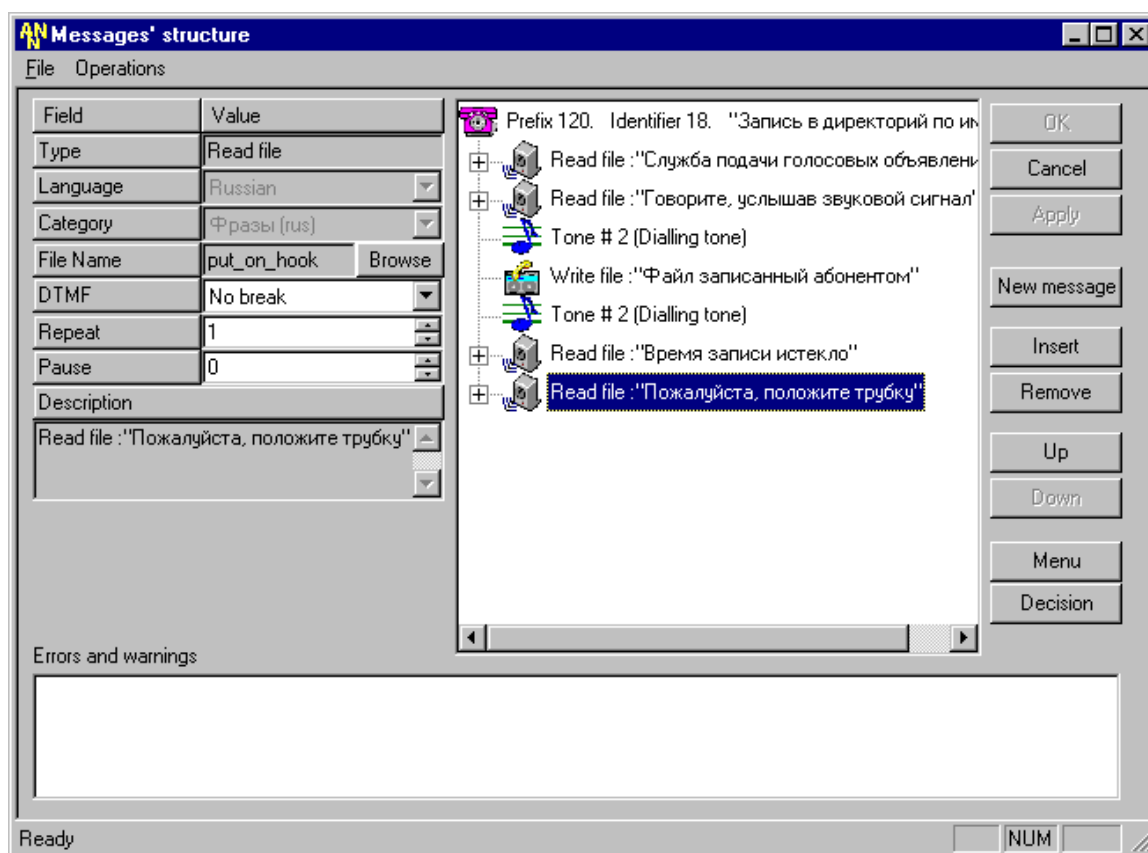 Messages' structure
File Operations
Field Value
Type Read file
Language Russian
Category Фразы (rus)
File Name put_on_hook Browse
DTMF No break
Repeat 1
Pause 0
Description
Read file :"Пожалуйста, положите трубку"
Prefix 120. Identifier 18. "Запись в директорий по
Read file :"Служба подачи голосовых
Read file :"Говорите, услышав звуковой сигнал"
Tone # 2 (Dialling tone)
Write file :"Файл записанный абонентом"
Tone # 2 (Dialling tone)
Read file :"Время записи истекло"
Read file :"Пожалуйста, положите трубку"
OK
Cancel
Apply
New message
Insert
Remove
Up
Down
Menu
Decision
Errors and warnings
Ready NUM